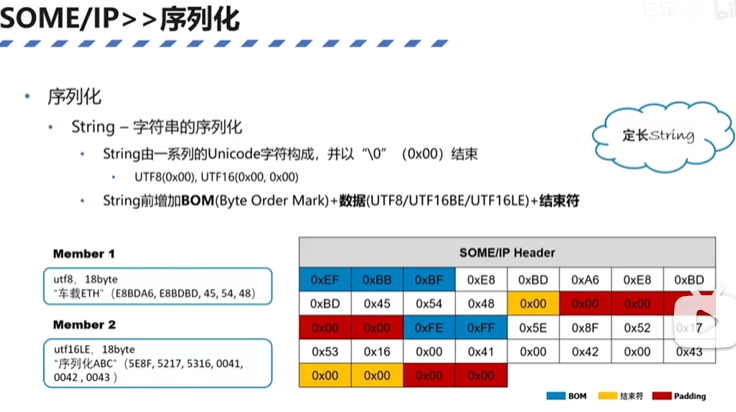 SOME/IP>>序列化
• 序列化
• String – 字符串的序列化
• String由一系列的Unicode字符构成，并以“\0”（0x00）结束
• UTF8(0x00), UTF16(0x00, 0x00)
• String前增加BOM(Byte Order Mark)+数据(UTF8/UTF16BE/UTF16LE)+结束符
定长String
Member 1
utf8，18byte
“车载ETH”（E8BDA6, E8BDBD, 45, 54, 48）
Member 2
utf16LE，18byte
“序列化ABC”（5E8F, 5217, 5316, 0041,
0042 , 0043 ）
SOME/IP Header
0xEF 0xBB 0xBF 0xE8 0xBD 0xA6 0xE8 0xBD
0xBD 0x45 0x54 0x48 0x00 0x00 0x00
0x00 0x00 0xFE 0xFF 0x5E 0x8F 0x52 0x17
0x53 0x16 0x00 0x41 0x00 0x42 0x00 0x43
0x00 0x00 0x00 0x00
BOM 结束符 Padding